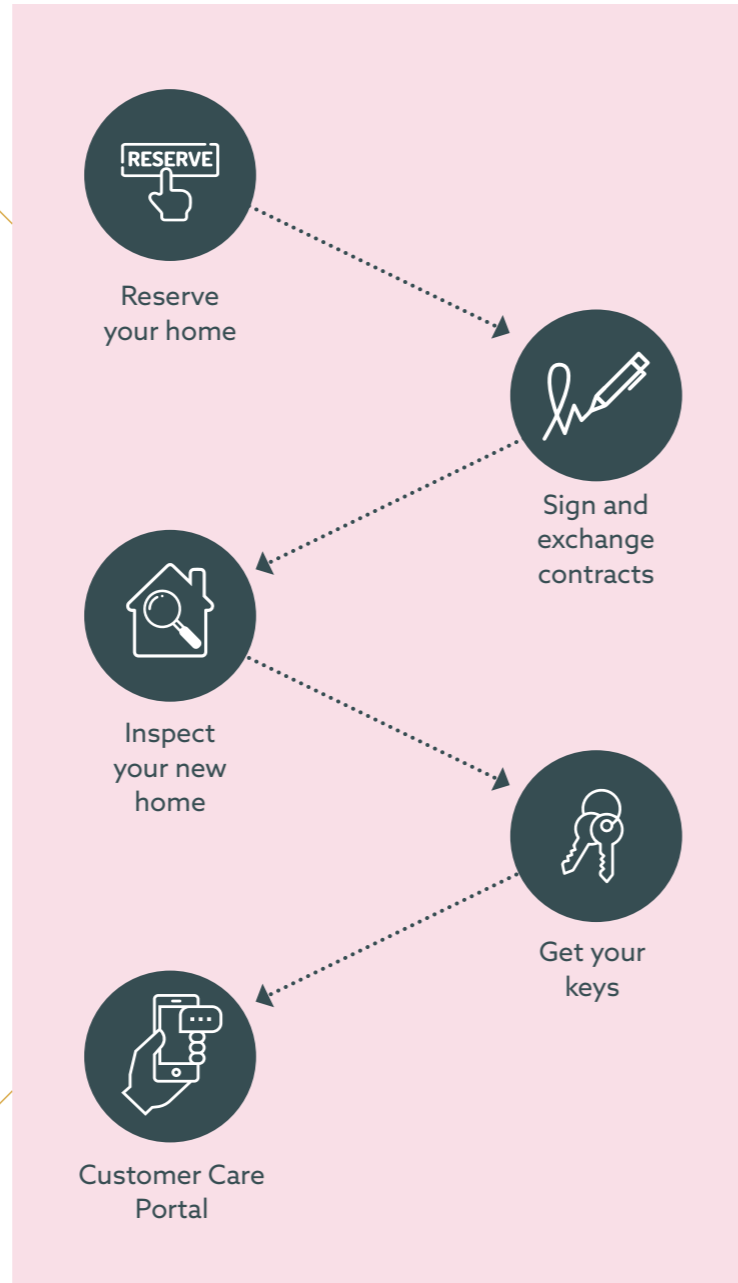 RESERVE
Reserve
your home
Sign and
exchange
contracts
Inspect
your new
home
Get your
keys
Customer Care
Portal